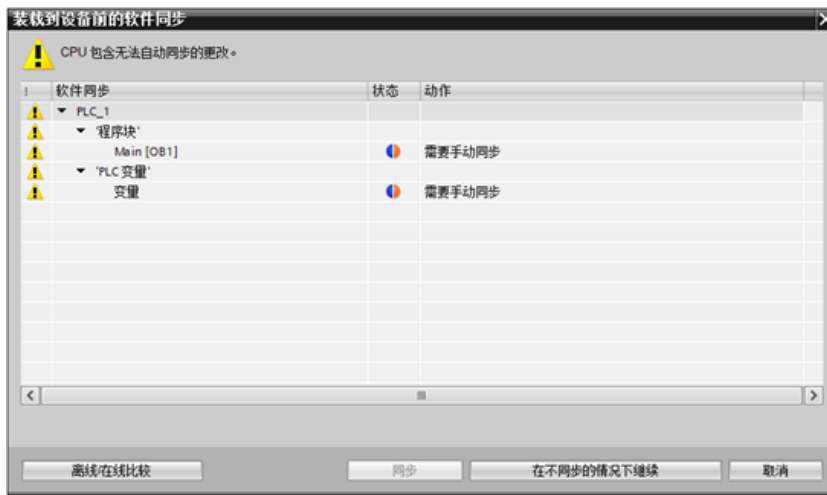 装载到设备前的软件同步
CPU 包含无法自动同步的更改。
! 软件同步 状态 动作
PLC_1
'程序块'
Main [OB1] 需要手动同步
'PLC 变量'
变量 需要手动同步
离线/在线比较 同步 在不同步的情况下继续 取消